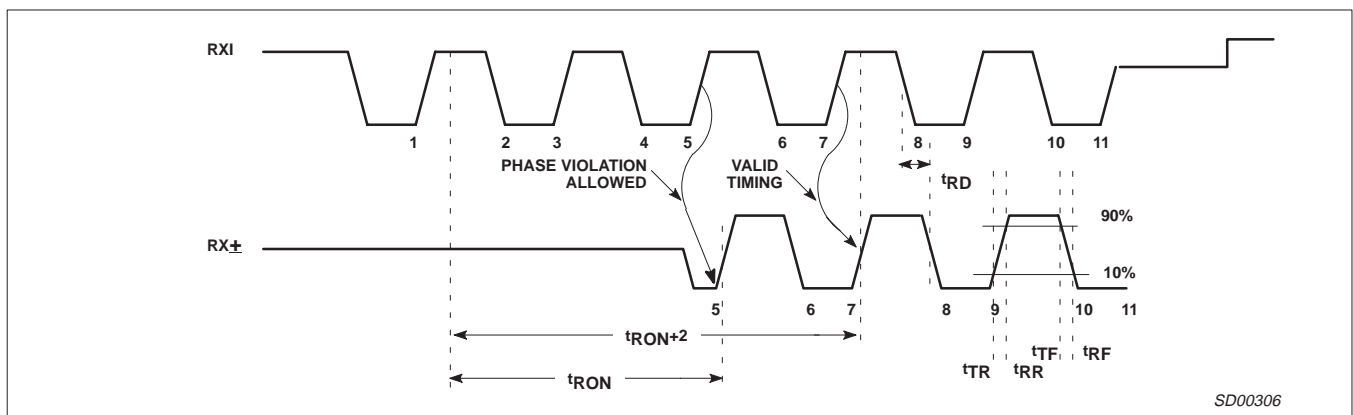 RXI
1 2 3 4 5 6 7 8 9 10 11
PHASE VIOLATION
ALLOWED
VALID
TIMING
tRD
90%
RX±
10%
5 6 7 8 9 10 11
tRON+2
tTF tRF
tTR tRR
tRON
SD00306